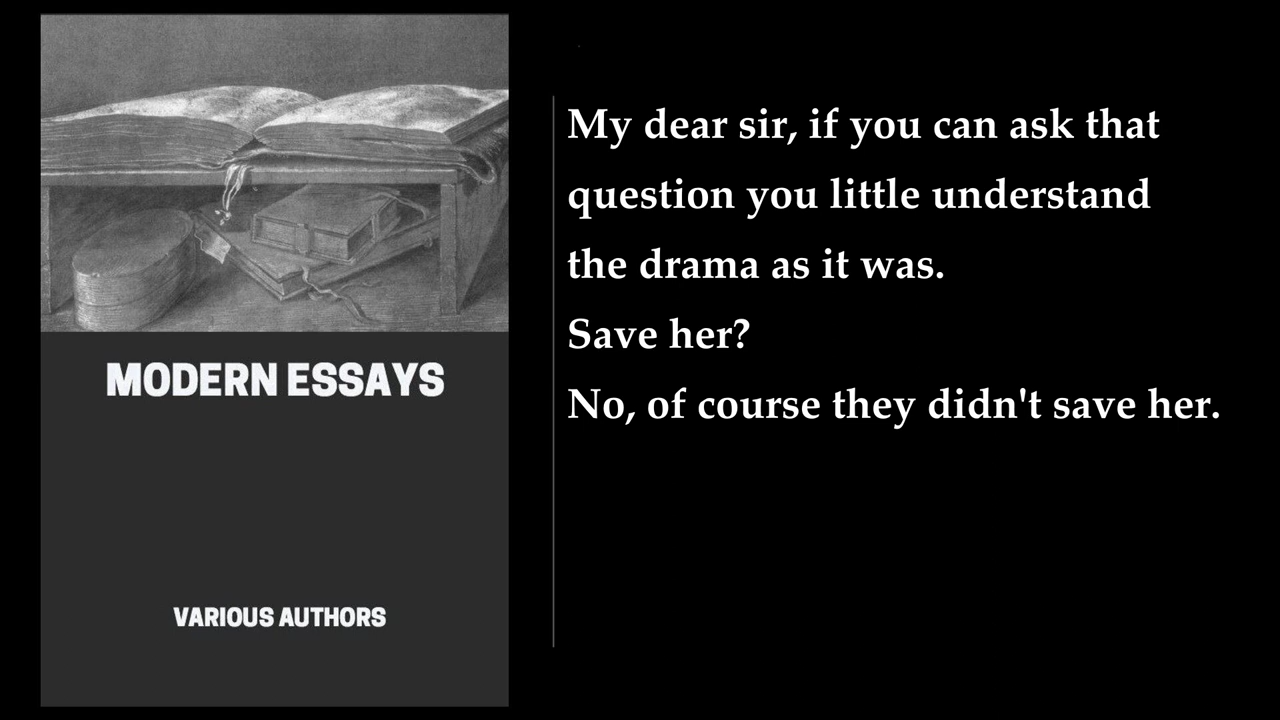 MODERN ESSAYS
VARIOUS AUTHORS
My dear sir, if you can ask that
question you little understand
the drama as it was.
Save her?
No, of course they didn't save her.